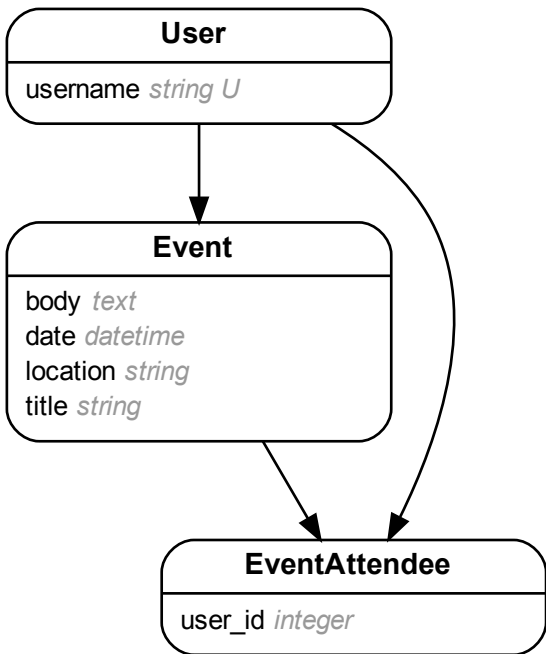 User
username string U
Event
body text
date datetime
location string
title string
EventAttendee
user_id integer